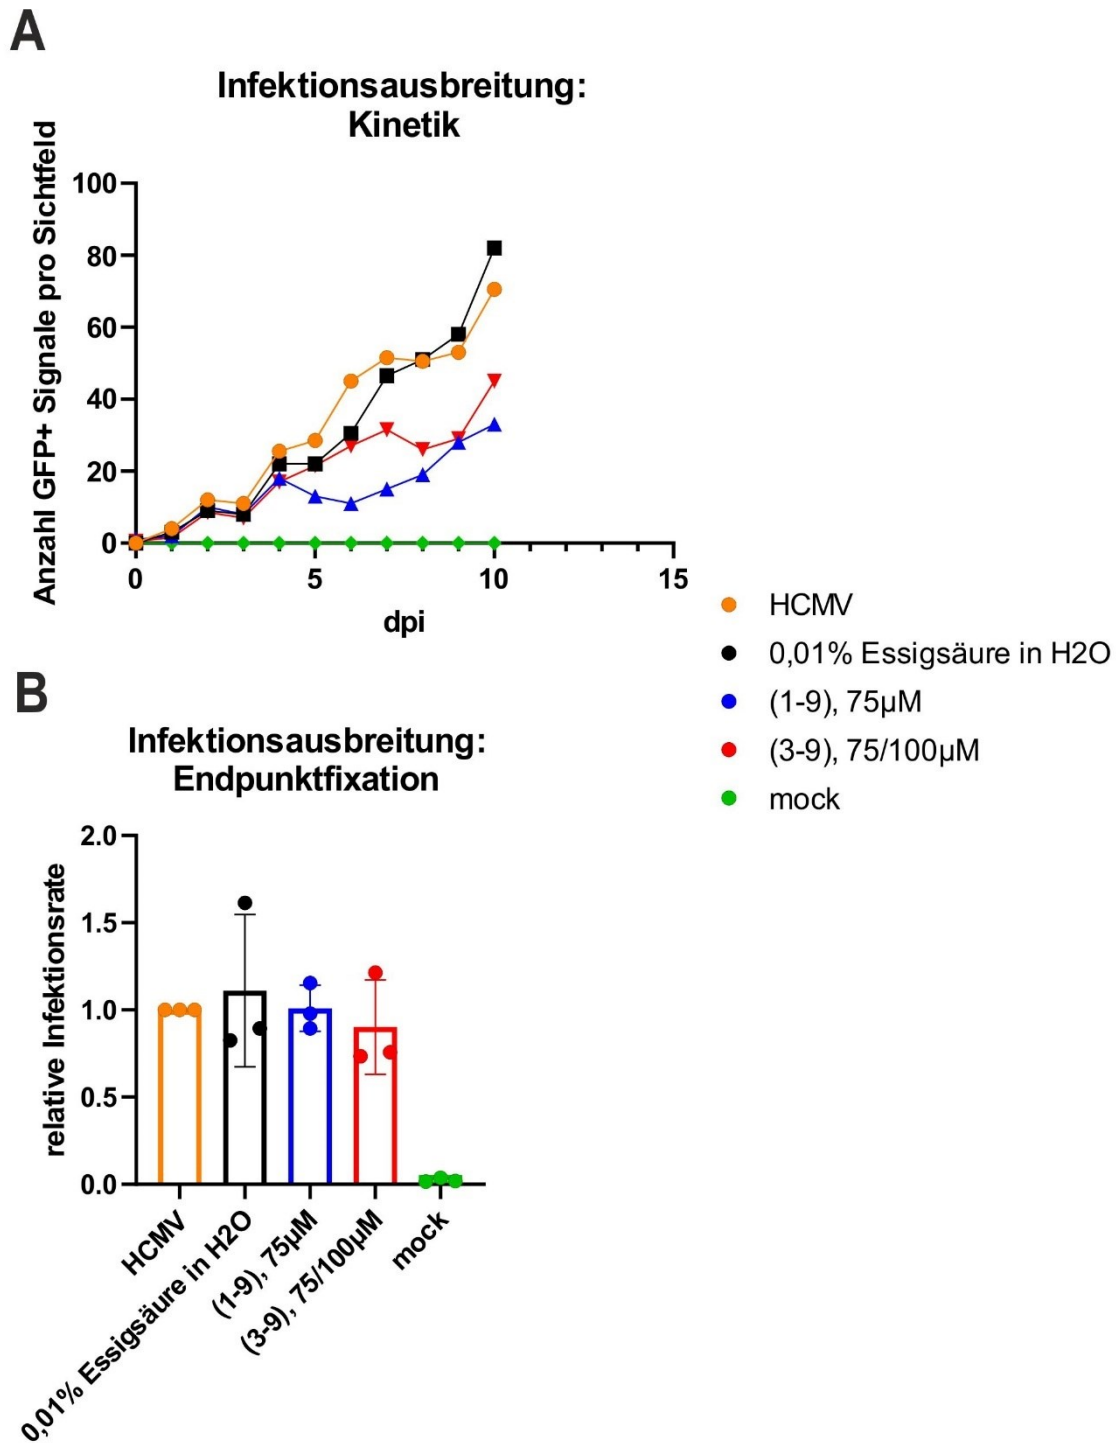 A
Infektionsausbreitung:
Kinetik
Anzahl GFP+ Signale pro Sichtfeld
100
80
60
40
20
0
0 5 10 15
dpi
HCMV
0,01% Essigsäure in H2O
(1-9), 75µM
(3-9), 75/100µM
mock
B
Infektionsausbreitung:
Endpunktfixation
relative Infektionsrate
2.0
1.5
1.0
0.5
0.0
HCMV
0,01% Essigsäure in H2O
(1-9), 75µM
(3-9), 75/100µM
mock